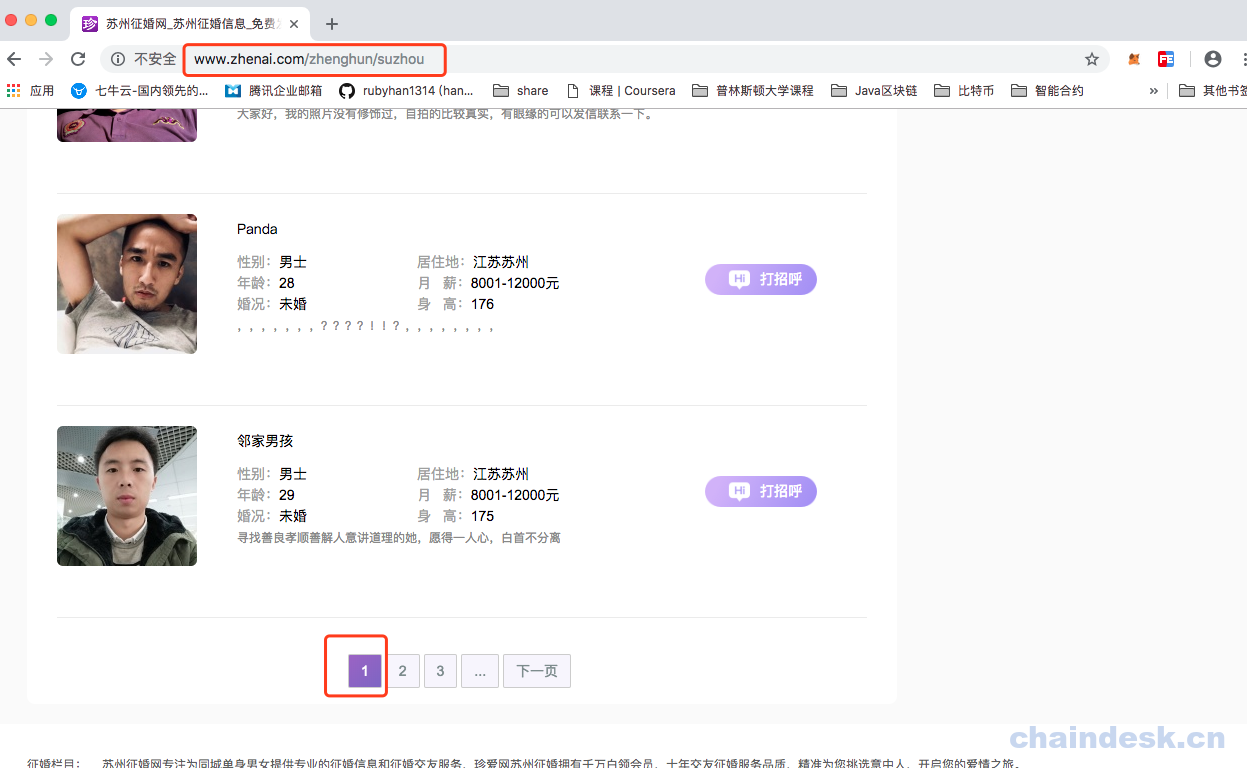 珍 苏州征婚网_苏州征婚信息_免费
不安全 www.zhenai.com/zhenghun/suzhou
应用 七牛云-国内领先的... 腾讯企业邮箱 rubyhan1314 (han... share 课程 | Coursera 普林斯顿大学课程 Java区块链 比特币 智能合约 » 其他书签
大家好，我的照片没有修饰过，自拍的比较真实，有眼缘的可以发信联系一下。
Panda
性别：男士 居住地：江苏苏州
年龄：28 月 薪：8001-12000元
Hi 打招呼
婚况：未婚 身 高：176
，，，，，，，？？？？！！？，，，，，，，，
邻家男孩
性别：男士 居住地：江苏苏州
年龄：29 月 薪：8001-12000元
Hi 打招呼
婚况：未婚 身 高：175
寻找善良孝顺善解人意讲道理的她，愿得一人心，白首不分离
1 2 3 ... 下一页
chaindesk.cn
征婚栏目： 苏州征婚网专注为同城单身男女提供专业的征婚信息和征婚交友服务，珍爱网苏州征婚拥有千万白领会员，十年交友征婚服务品质，精准为您挑选意中人，开启您的爱情之旅。